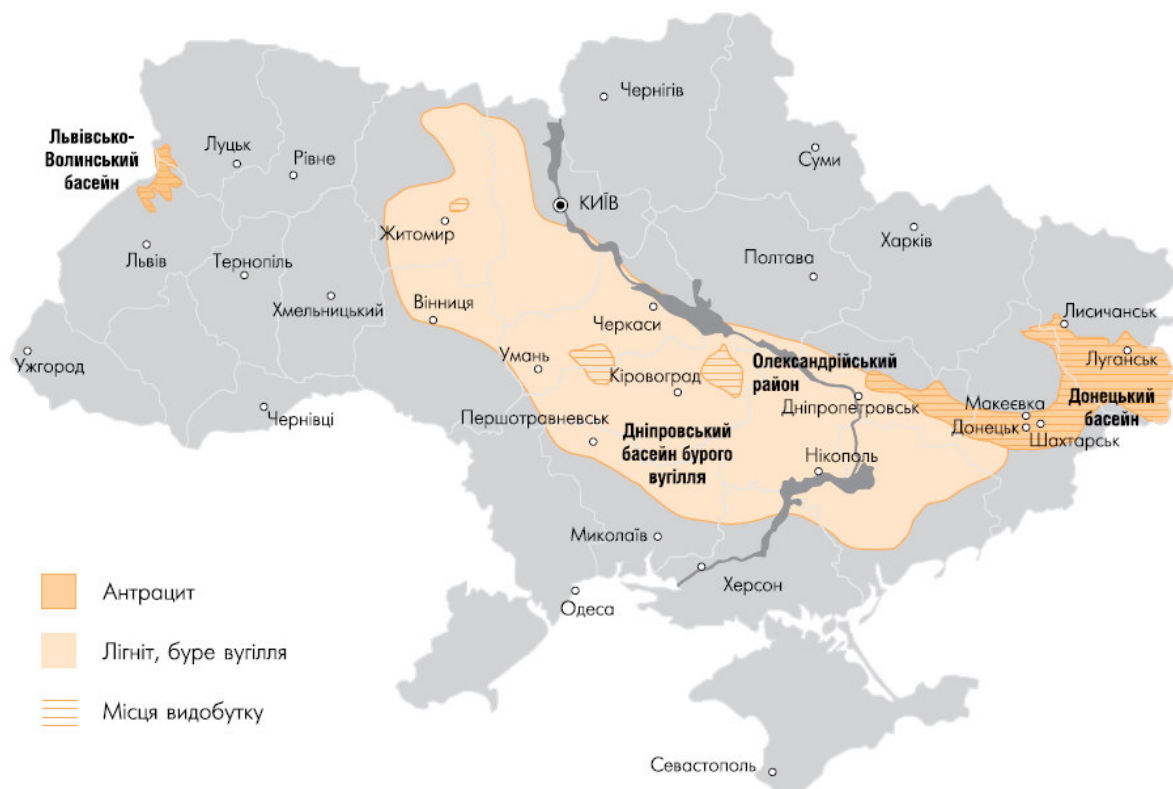 Чернігів
Львівсько-
Волинський
басейн
Луцьк
Рівне
Суми
КИЇВ
Житомир
Харків
Львів
Тернопіль
Полтава
Хмельницький
Вінниця
Черкаси
Лисичанськ
Ужгород
Умань
Луганськ
Олександрійський
район
Кіровоград
Донецький
басейн
Чернівці
Першотравневськ
Дніпропетровськ
Макеєвка
Донецьк
Шахтарськ
Дніпровський
басейн бурого
вугілля
Нікополь
Миколаїв
Херсон
Одеса
Антрацит
Лігніт, буре вугілля
Місця видобутку
Севастополь